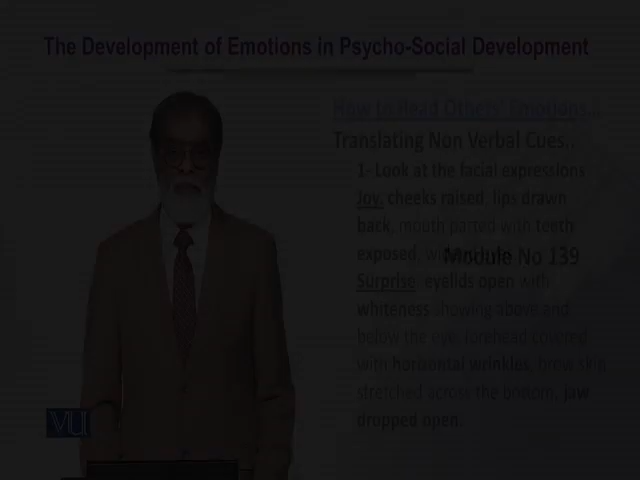 The Development of Emotions in Psycho-Social Development
How to Read Others' Emotions..
Translating Non Verbal Cues..
1- Look at the facial expressions
Joy. cheeks raised, lips drawn
back, mouth parted with teeth
exposed,
Module No 139
Surprise: eyelids open with
whiteness showing above and
below the eye, forehead covered
with horizontal wrinkles, brow skin
stretched across the bottom, jaw
dropped open.
VU